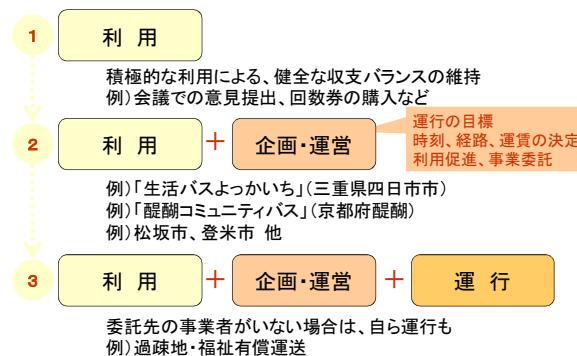 1
利 用
積極的な利用による、健全な収支バランスの維持
例）会議での意見提出、回数券の購入など
2
利 用
+
企画・運営
運行の目標
時刻、経路、運賃の決定
利用促進、事業委託
例）「生活バスよっかいち」（三重県四日市市）
例）「醍醐コミュニティバス」（京都府醍醐）
例）松坂市、登米市 他
3
利 用
+
企画・運営
+
運 行
委託先の事業者がいない場合は、自ら運行も
例）過疎地・福祉有償運送